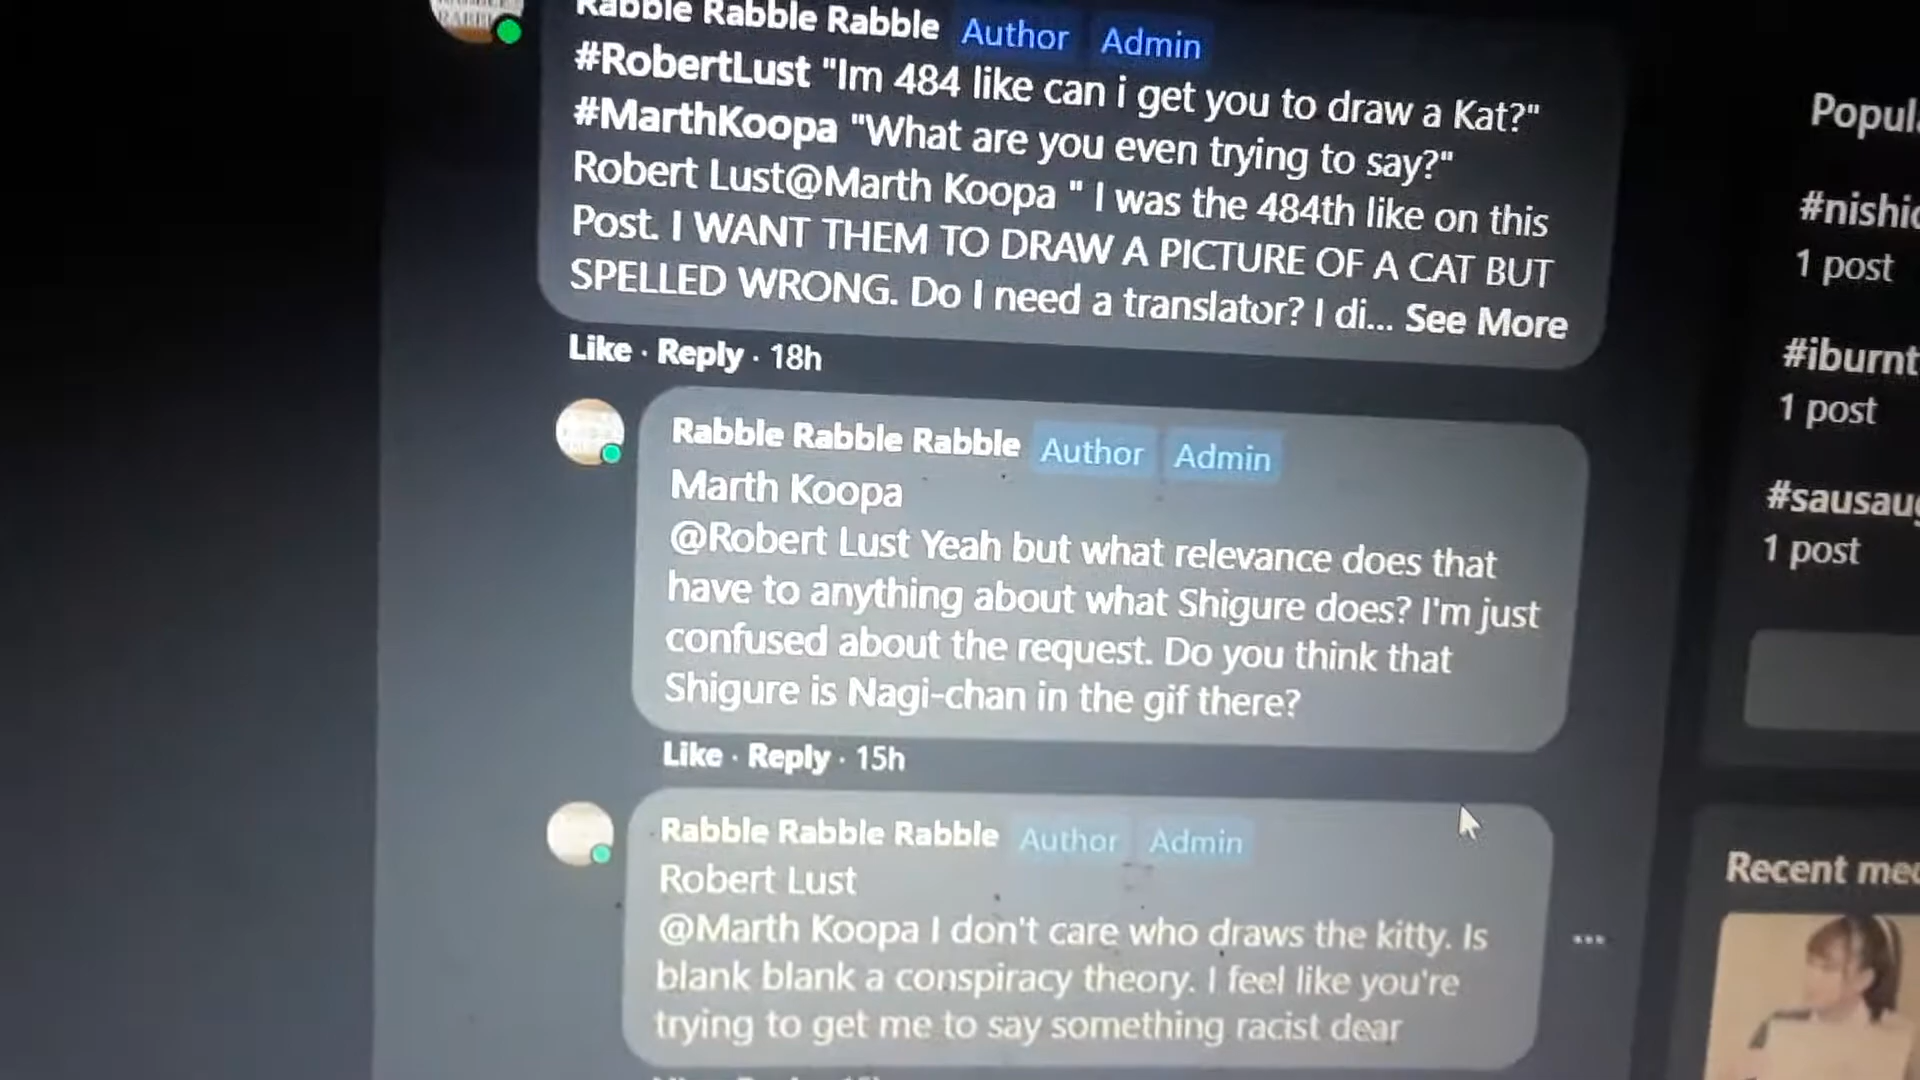 Rabble Rabble Rabble Author Admin
#RobertLust "Im 484 like can i get you to draw a Kat?"
#MarthKoopa "What are you even trying to say?"
Robert Lust@Marth Koopa " I was the 484th like on this
Post. I WANT THEM TO DRAW A PICTURE OF A CAT BUT
SPELLED WRONG. Do I need a translator? I di... See More
Like · Reply · 18h
Rabble Rabble Rabble Author Admin
Marth Koopa
@Robert Lust Yeah but what relevance does that
have to anything about what Shigure does? I'm just
confused about the request. Do you think that
Shigure is Nagi-chan in the gif there?
Like · Reply · 15h
Rabble Rabble Rabble Author Admin
Robert Lust
@Marth Koopa I don't care who draws the kitty. Is
blank blank a conspiracy theory. I feel like you're
trying to get me to say something racist dear
Popul
#nishi
1 post
#iburnt
1 post
#sausau
1 post
Recent me